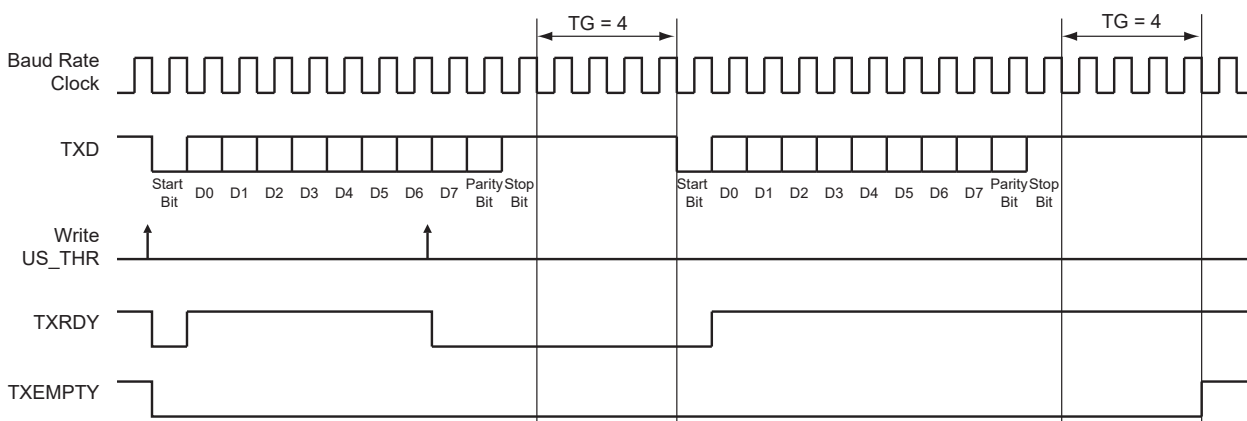 TG = 4
TG = 4
Baud Rate
Clock
TXD
Start
Bit
D0
D1
D2
D3
D4
D5
D6
D7
Parity
Bit
Stop
Bit
Start
Bit
D0
D1
D2
D3
D4
D5
D6
D7
Parity
Bit
Stop
Bit
Write
US_THR
TXRDY
TXEMPTY